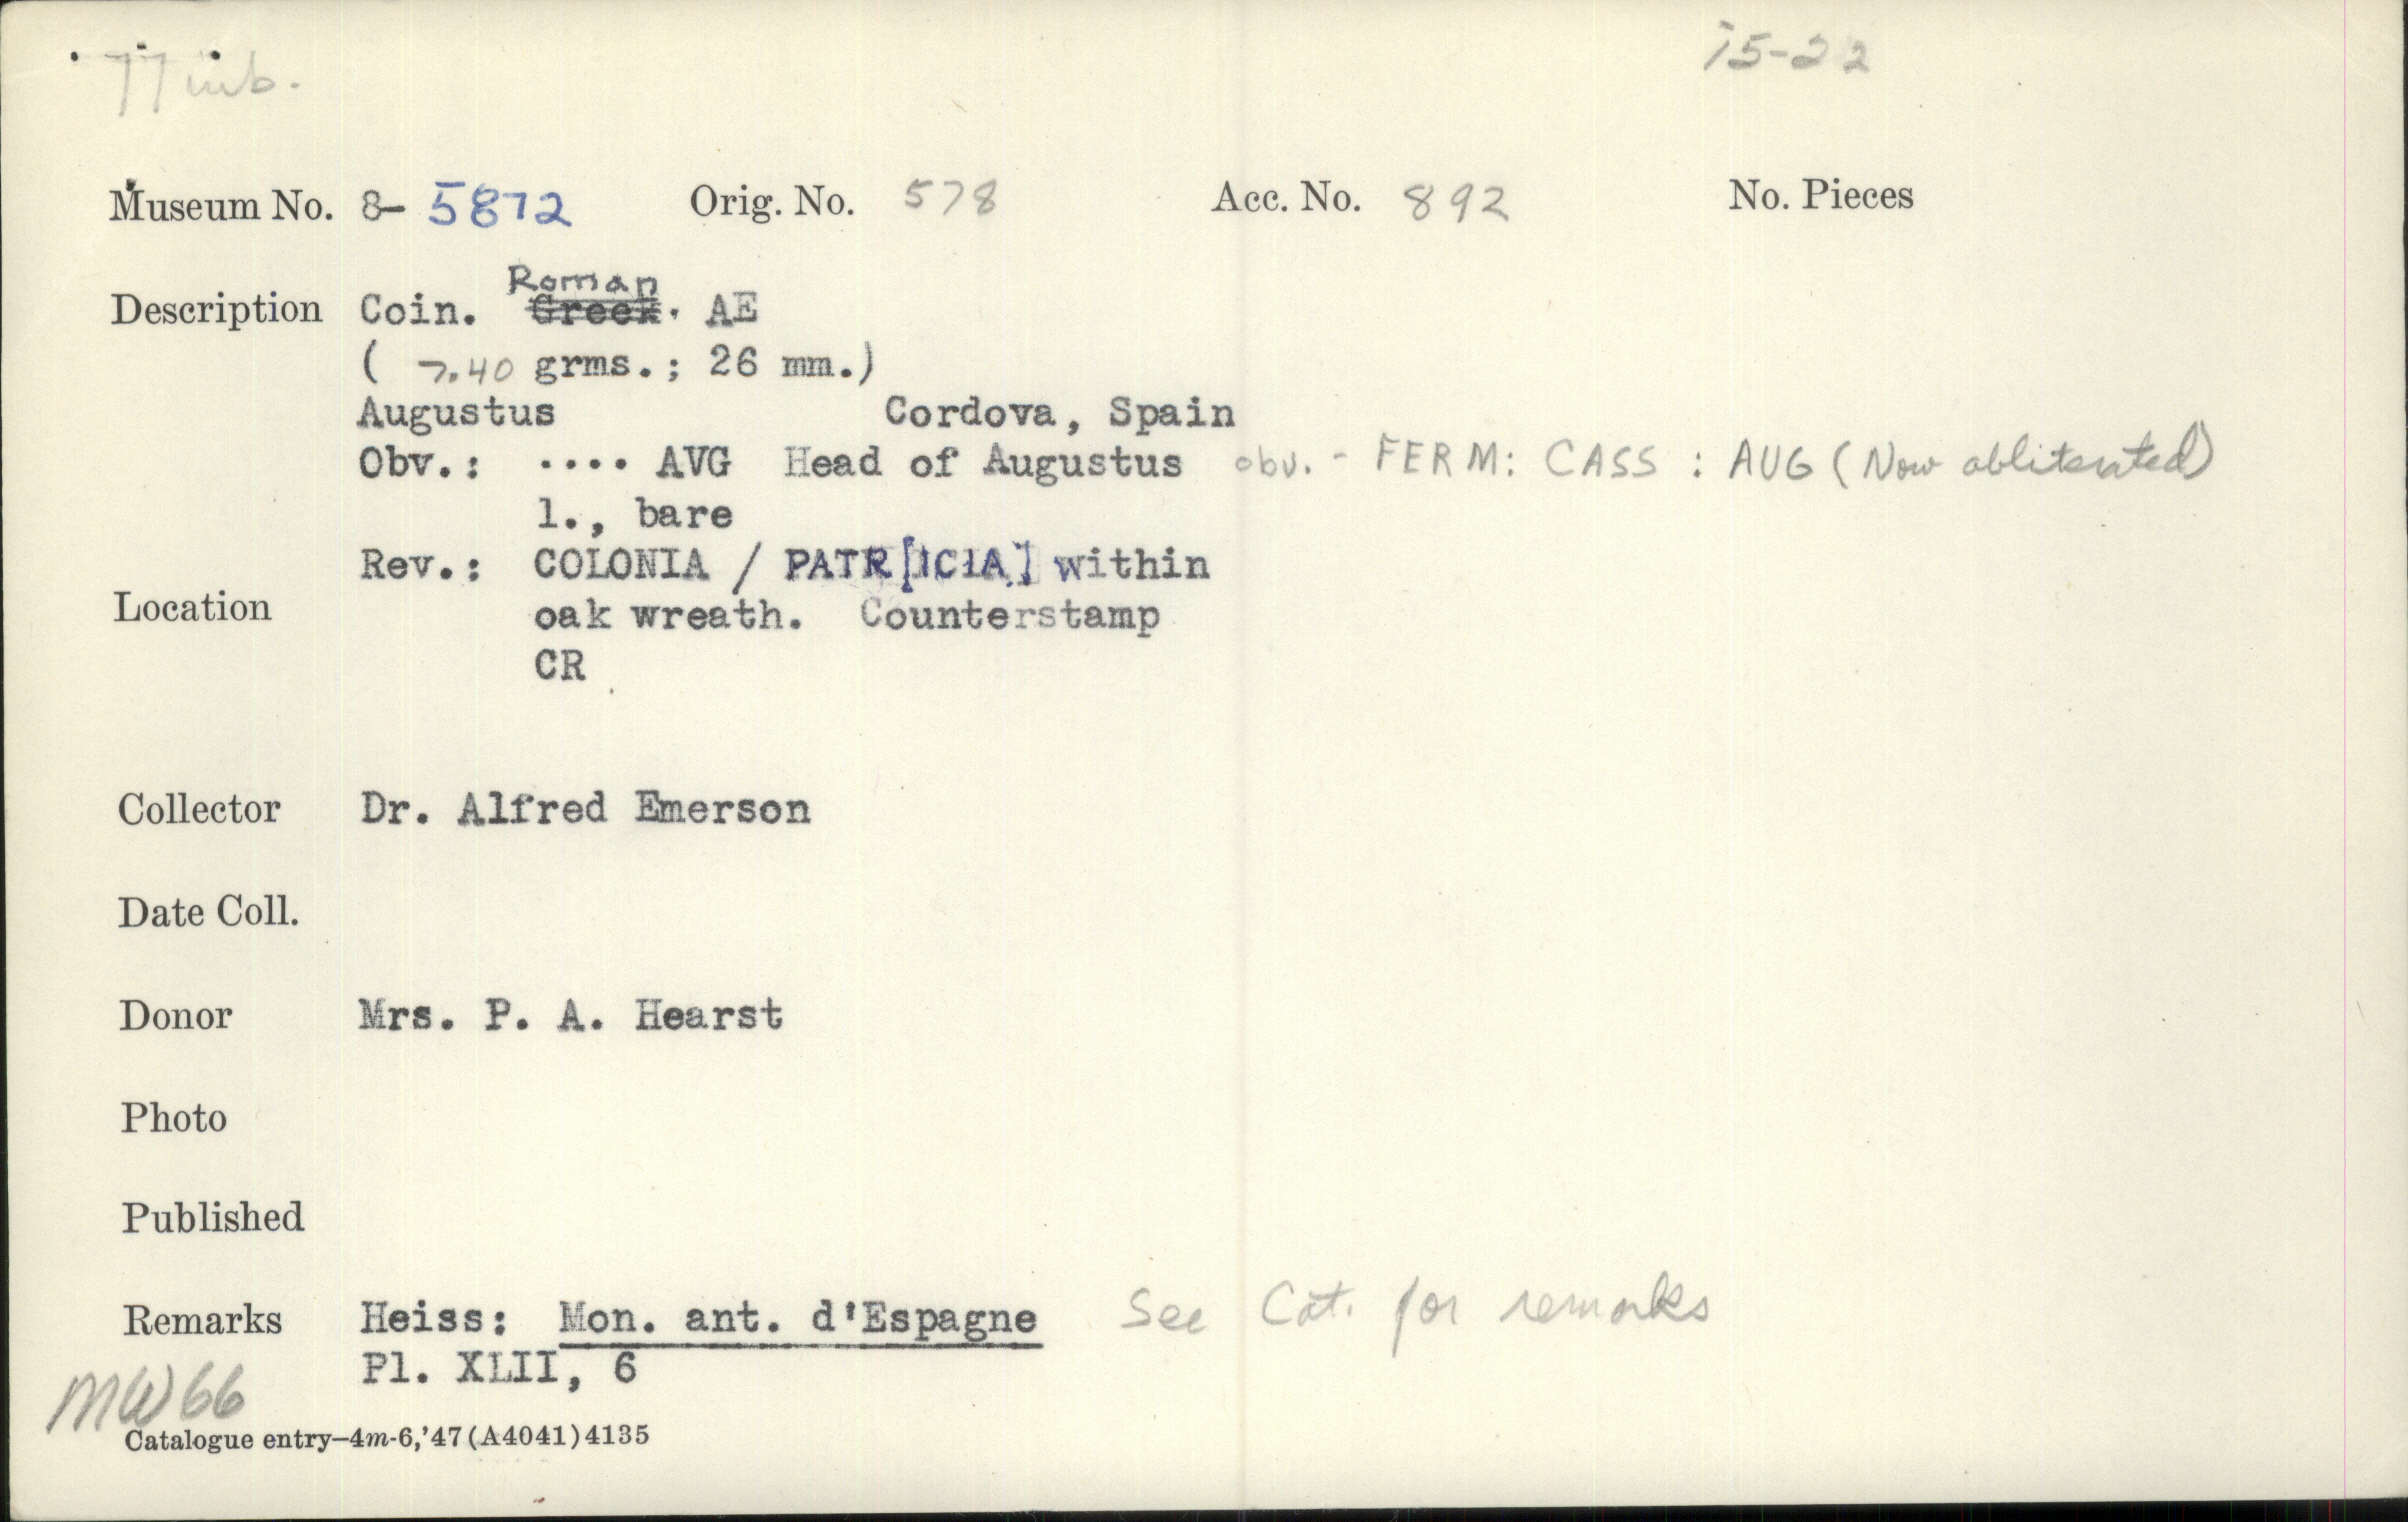 15-22
Museum No. 8-5872 Orig. No. 578 Acc. No. 892 No. Pieces
Roman
Description Coin. Greek. AE
( 7.40 grms.; 26 mm.)
Augustus Cordova, Spain
Obv.: .... AVG Head of Augustus obv. - FERM: CASS : AUG (Now obliterated)
l., bare
Rev.: COLONIA / PATR[ICIA] within
Location oak wreath. Counterstamp
CR
Collector Dr. Alfred Emerson
Date Coll.
Donor Mrs. P. A. Hearst
Photo
Published
Remarks Heiss: Mon. ant. d'Espagne See Cat. for remarks
Pl. XLII, 6
MW66
Catalogue entry—4m-6,'47(A4041)4135